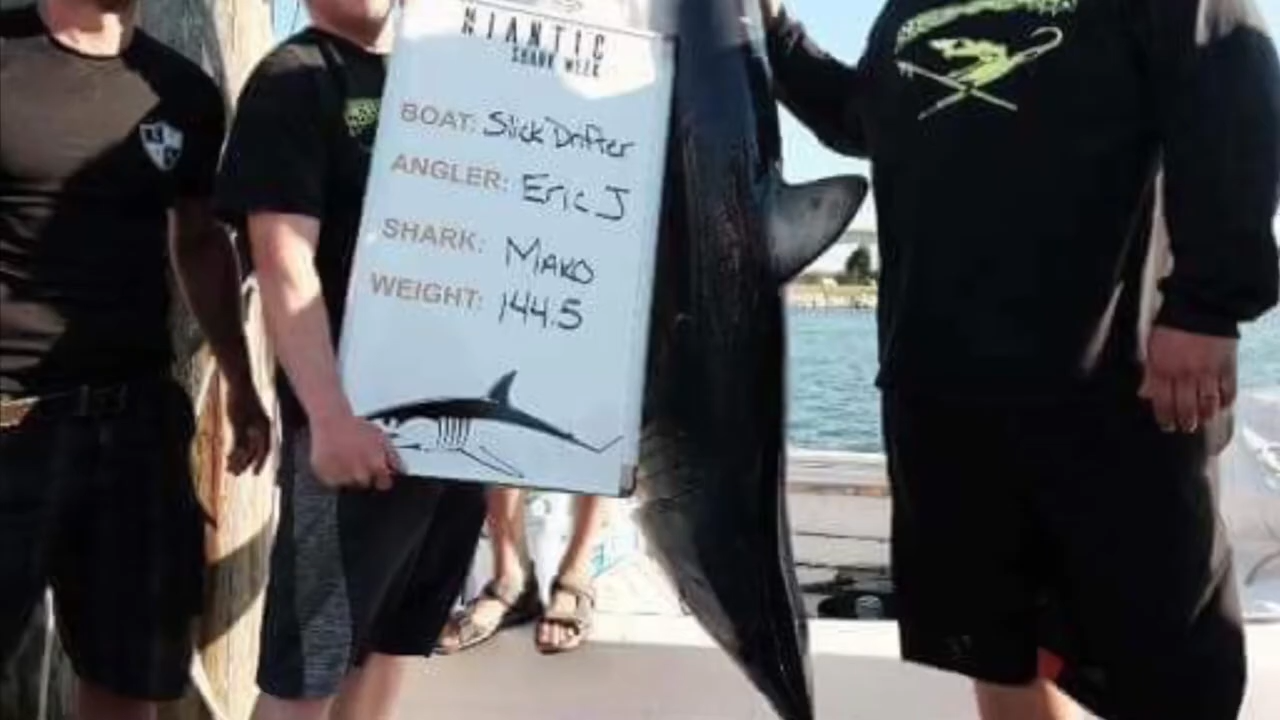 NIANTIC
SHARK WEEK
BOAT: Slick Drifter
ANGLER: Eric J
SHARK: MAKO
WEIGHT: 144.5